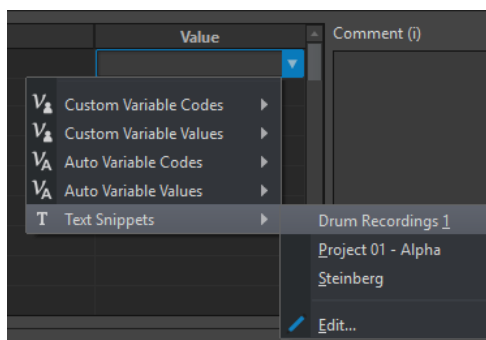 Value
Comment (i)
Custom Variable Codes
Custom Variable Values
Auto Variable Codes
Auto Variable Values
T Text Snippets
Drum Recordings 1
Project 01 - Alpha
Steinberg
Edit...